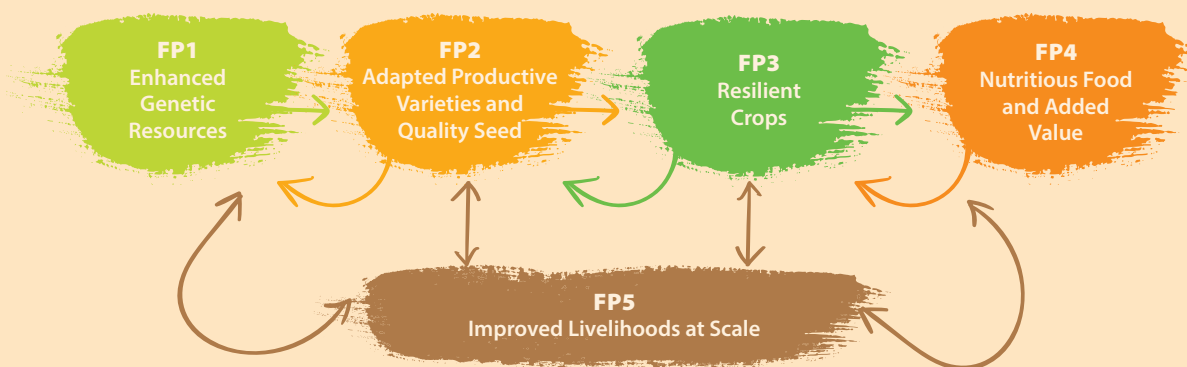 FP1
Enhanced
Genetic
Resources
FP2
Adapted Productive
Varieties and
Quality Seed
FP3
Resilient
Crops
FP4
Nutritious Food
and Added
Value
FP5
Improved Livelihoods at Scale